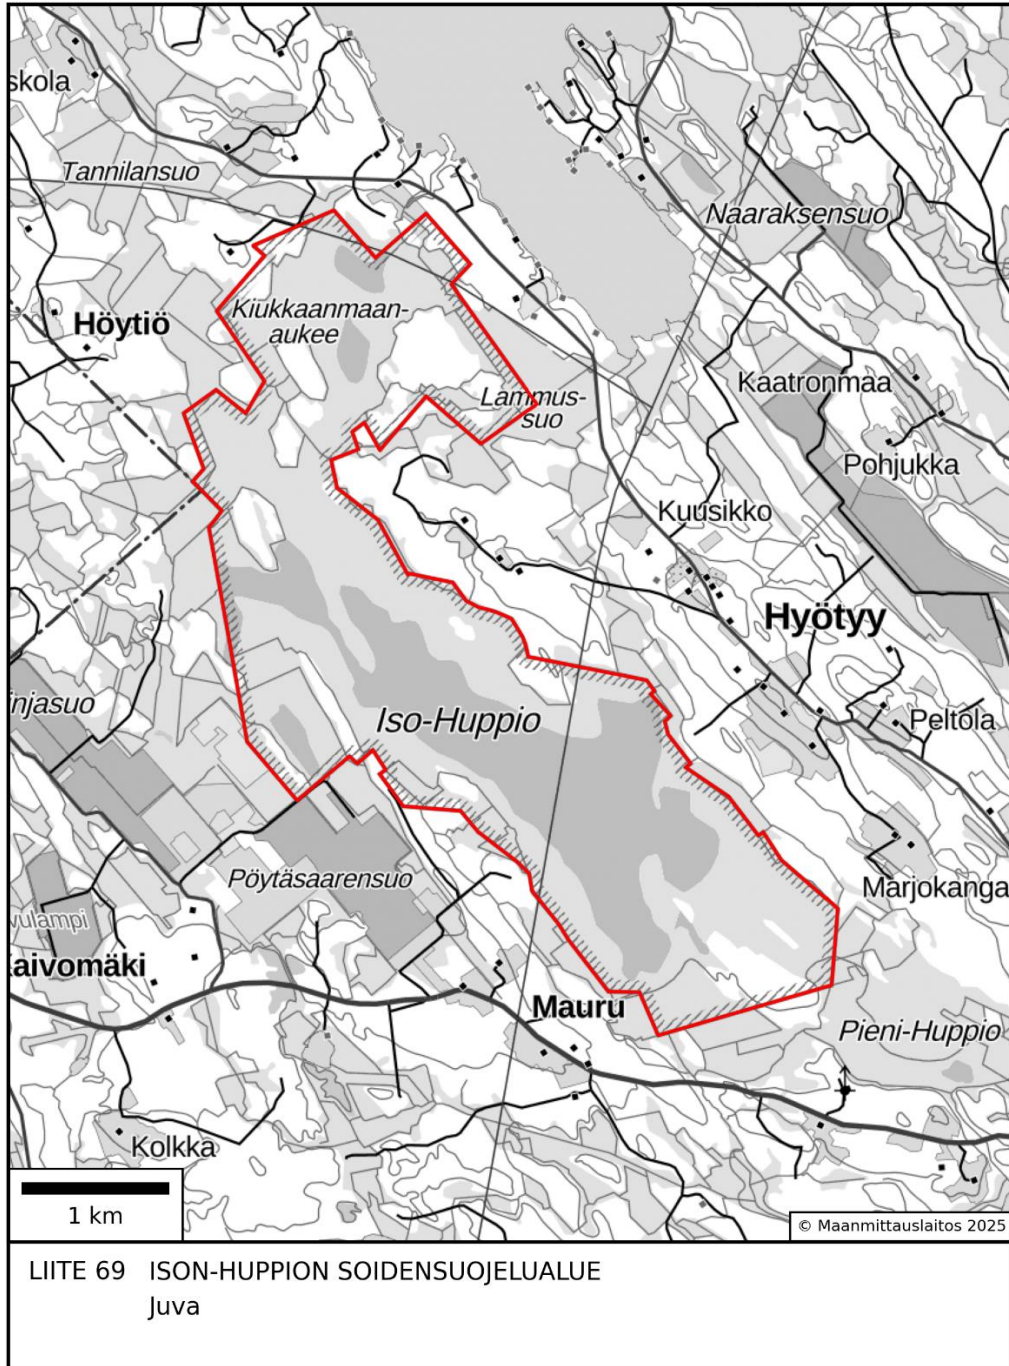 skola
Tannilansuo
Naaraksensuo
Kiukkaanmaan-
aukee
Höytiö
Kaatronmaa
Lammus-
suo
Pohjukka
Kuusikko
Hyötyy
injasuo
Iso-Huppio
Peltola
Pöytäsaarensuo
Marjokanga
vulampi
aivomäki
Mauru
Pieni-Huppio
Kolkka
1 km
© Maanmittauslaitos 2025
LIITE 69 ISON-HUPPION SOIDENSUOJELUALUE
Juva